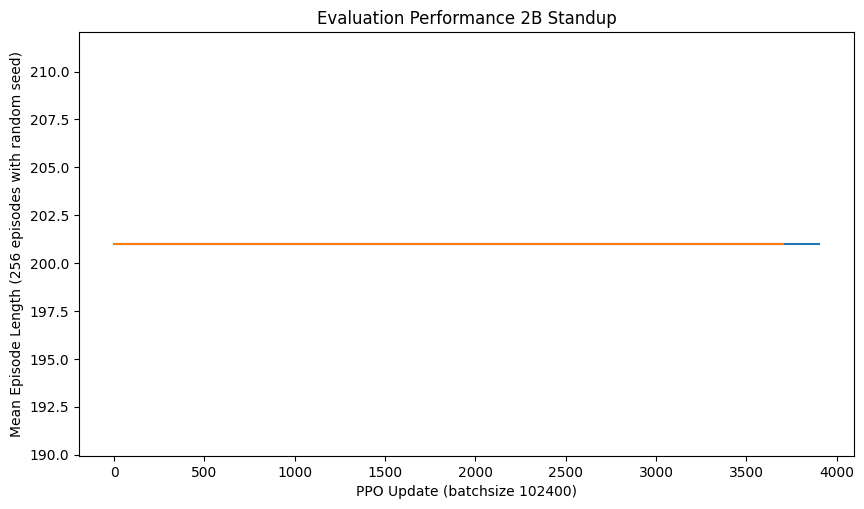 Evaluation Performance 2B Standup
Mean Episode Length (256 episodes with random seed)
210.0
207.5
205.0
202.5
200.0
197.5
195.0
192.5
190.0
0 500 1000 1500 2000 2500 3000 3500 4000
PPO Update (batchsize 102400)